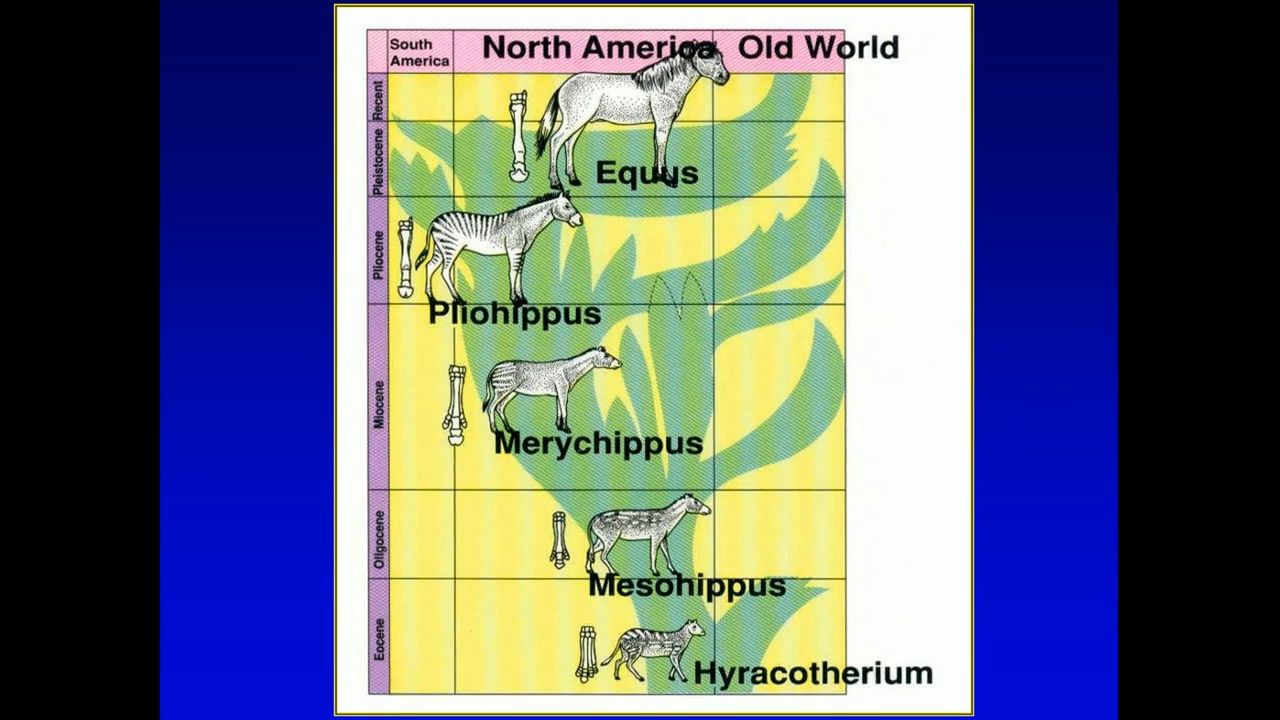 South
America
North America
Old World
Recent
Pleistocene
Equus
Pliocene
Pliohippus
Miocene
Merychippus
Oligocene
Mesohippus
Eocene
Hyracotherium